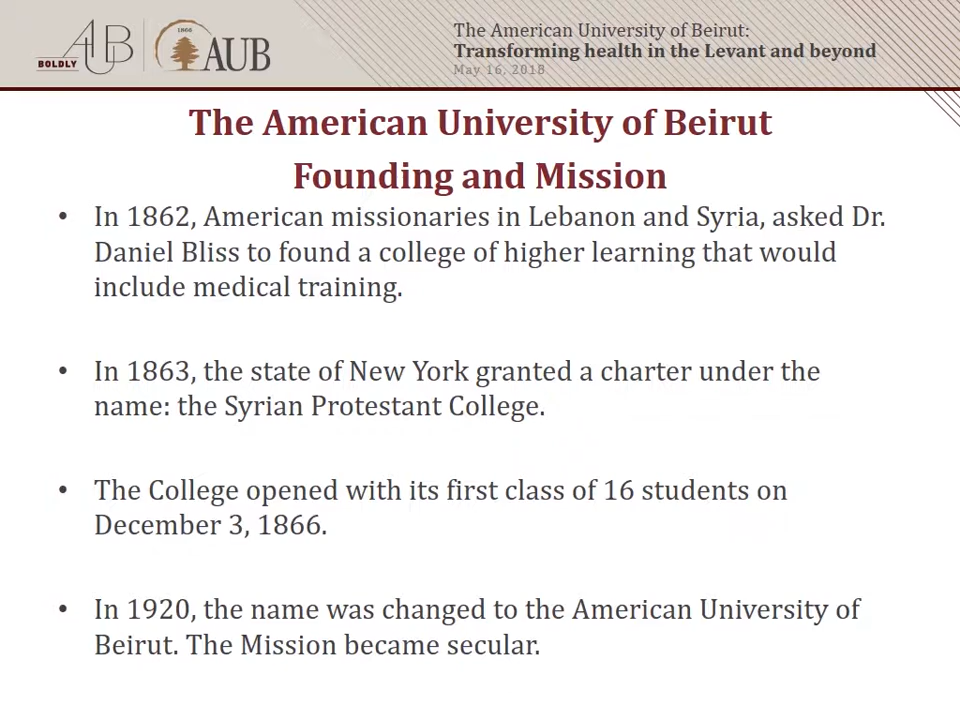 AUB
BOLDLY
1866
AUB
The American University of Beirut:
Transforming health in the Levant and beyond
May 16, 2018
The American University of Beirut
Founding and Mission
• In 1862, American missionaries in Lebanon and Syria, asked Dr.
Daniel Bliss to found a college of higher learning that would
include medical training.
• In 1863, the state of New York granted a charter under the
name: the Syrian Protestant College.
• The College opened with its first class of 16 students on
December 3, 1866.
• In 1920, the name was changed to the American University of
Beirut. The Mission became secular.